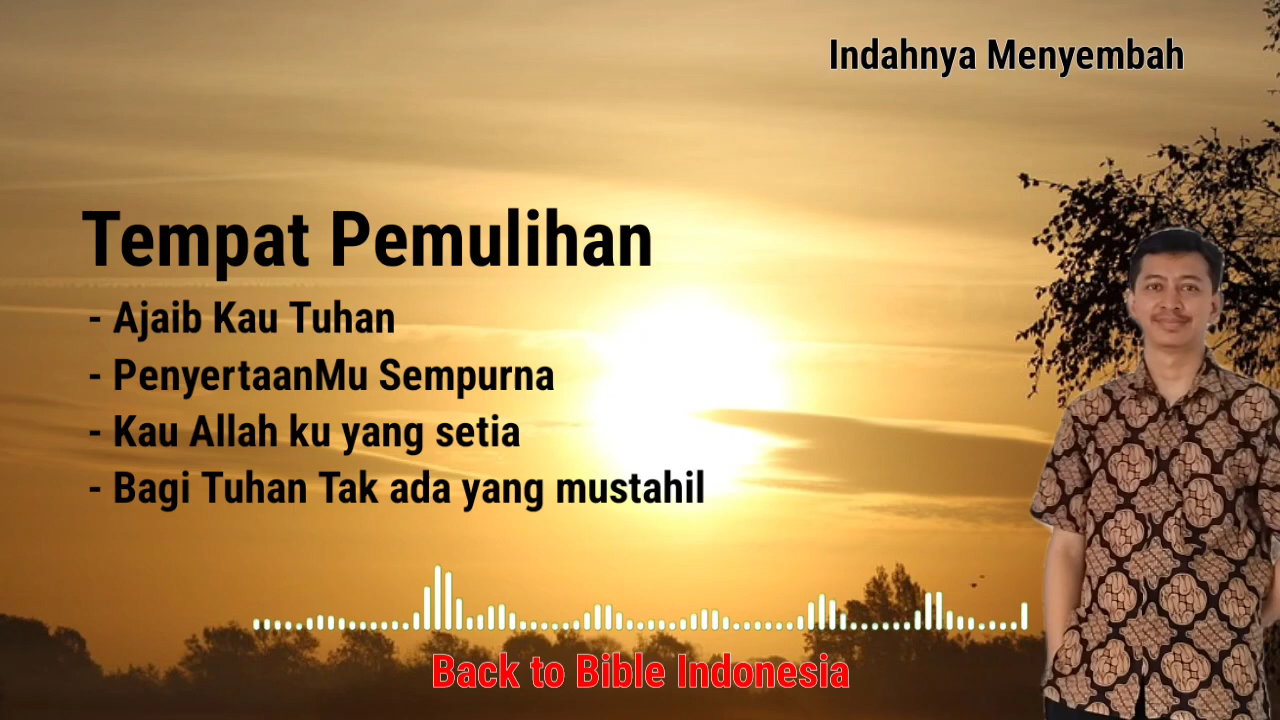 Indahnya Menyembah
Tempat Pemulihan
- Ajaib Kau Tuhan
- PenyertaanMu Sempurna
- Kau Allah ku yang setia
- Bagi Tuhan Tak ada yang mustahil
Back to Bible Indonesia